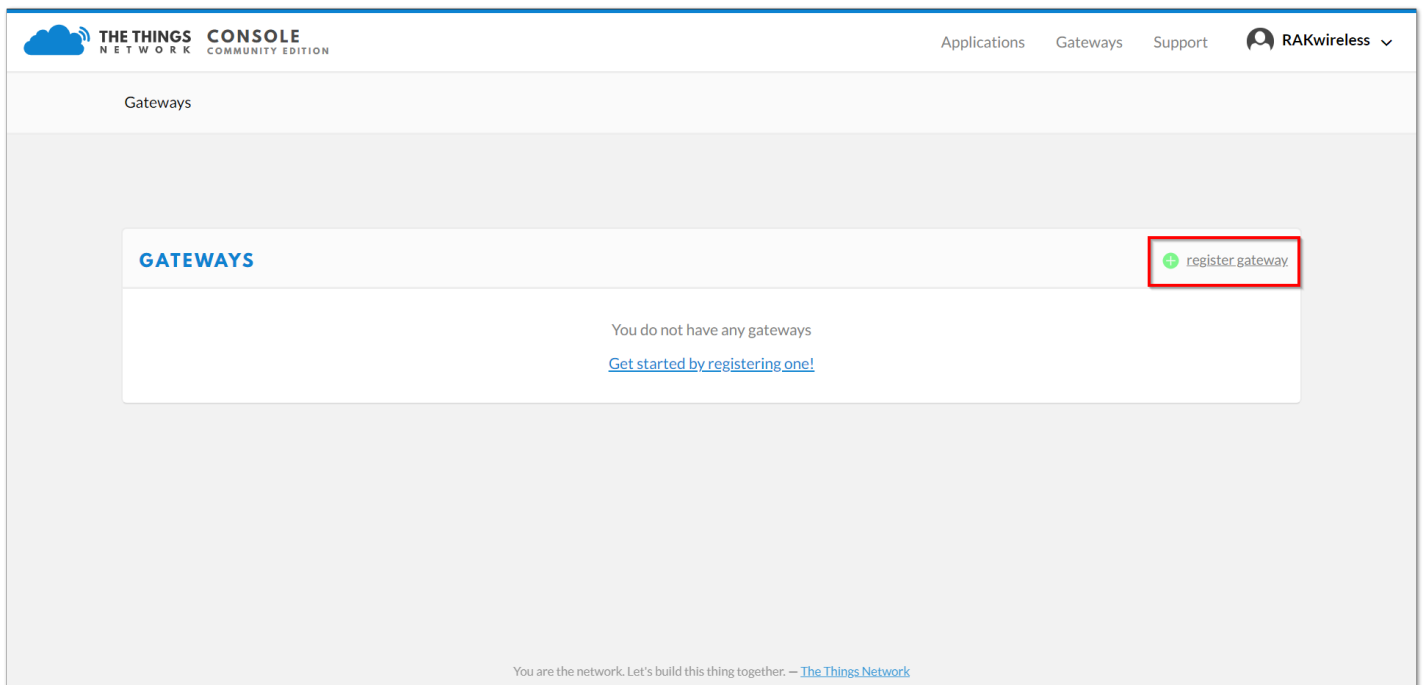 THE THINGS CONSOLE
NETWORK COMMUNITY EDITION
Applications Gateways Support RAKwireless
Gateways
GATEWAYS
register gateway
You do not have any gateways
Get started by registering one!
You are the network. Let's build this thing together. — The Things Network